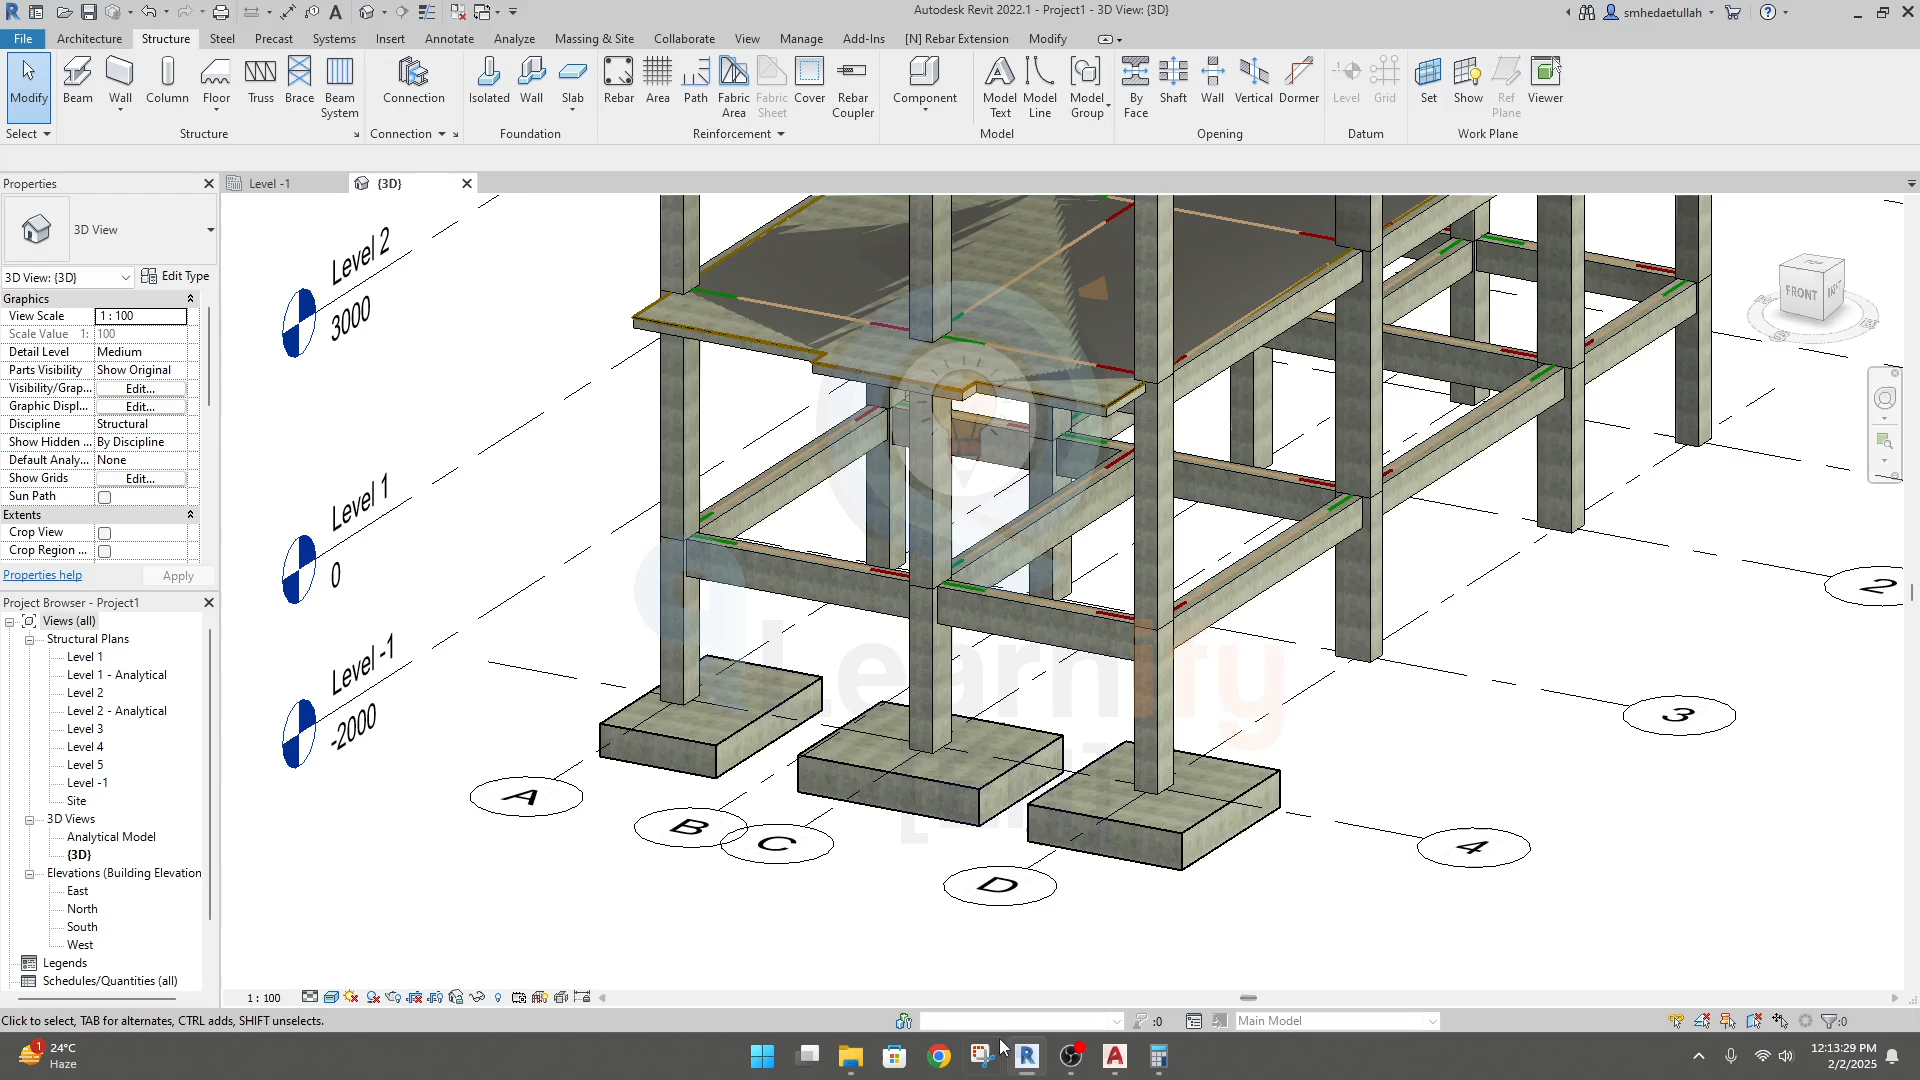 Autodesk Revit 2022.1 - Project1 - 3D View: {3D}
smhedaetullah
File Architecture Structure Steel Precast Systems Insert Annotate Analyze Massing & Site Collaborate View Manage Add-Ins [N] Rebar Extension Modify
Modify Beam Wall Column Floor Truss Brace Beam System Connection Isolated Wall Slab Rebar Area Path Fabric Area Fabric Sheet Cover Rebar Coupler Component Model Text Model Line Model Group By Face Shaft Wall Vertical Dormer Level Grid Set Show Ref Plane Viewer
Select Structure Connection Foundation Reinforcement Model Opening Datum Work Plane
Properties
Level -1
{3D}
3D View
3D View: {3D} Edit Type
Graphics
View Scale 1 : 100
Scale Value 1: 100
Detail Level Medium
Parts Visibility Show Original
Visibility/Grap... Edit...
Graphic Displ... Edit...
Discipline Structural
Show Hidden ... By Discipline
Default Analy... None
Show Grids Edit...
Sun Path
Extents
Crop View
Crop Region ...
Properties help Apply
Project Browser - Project1
Views (all)
Structural Plans
Level 1
Level 1 - Analytical
Level 2
Level 2 - Analytical
Level 3
Level 4
Level 5
Level -1
Site
3D Views
Analytical Model
{3D}
Elevations (Building Elevation
East
North
South
West
Legends
Schedules/Quantities (all)
Level 2
3000
Level 1
0
Level -1
-2000
A
B
C
D
2
3
4
TOP
FRONT
Learnify
1 : 100
Click to select, TAB for alternates, CTRL adds, SHIFT unselects.
:0
Main Model
:0
1
24°C
Haze
12:13:29 PM
2/2/2025